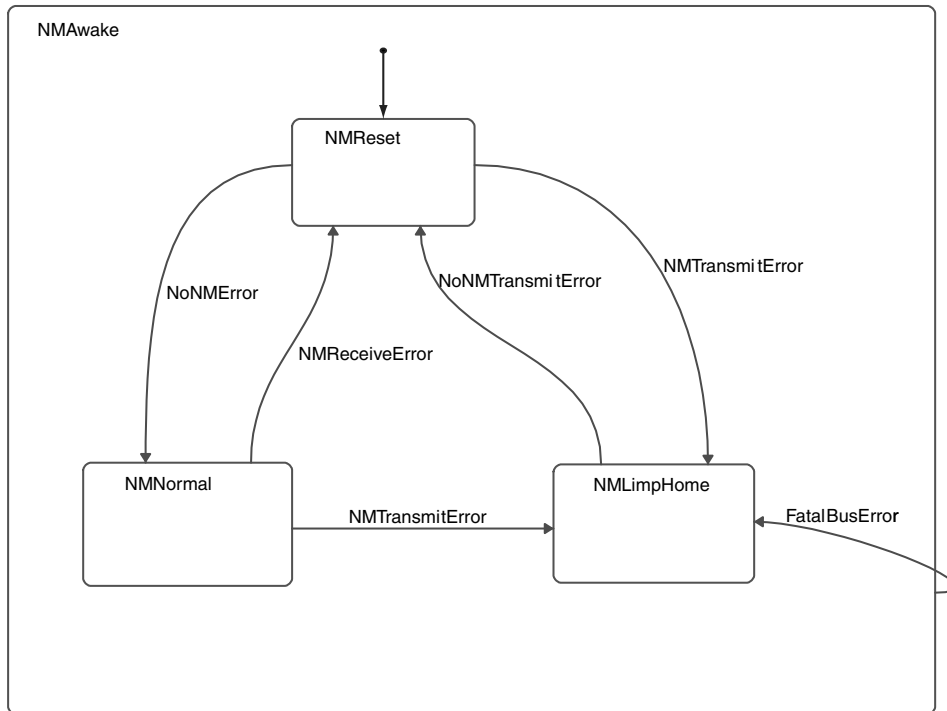 NMAwake
NMReset
NMTransmitError
NoNMTransmitError
NoNMError
NMReceiveError
NMNormal
NMLimpHome
NMTransmitError
FatalBusError